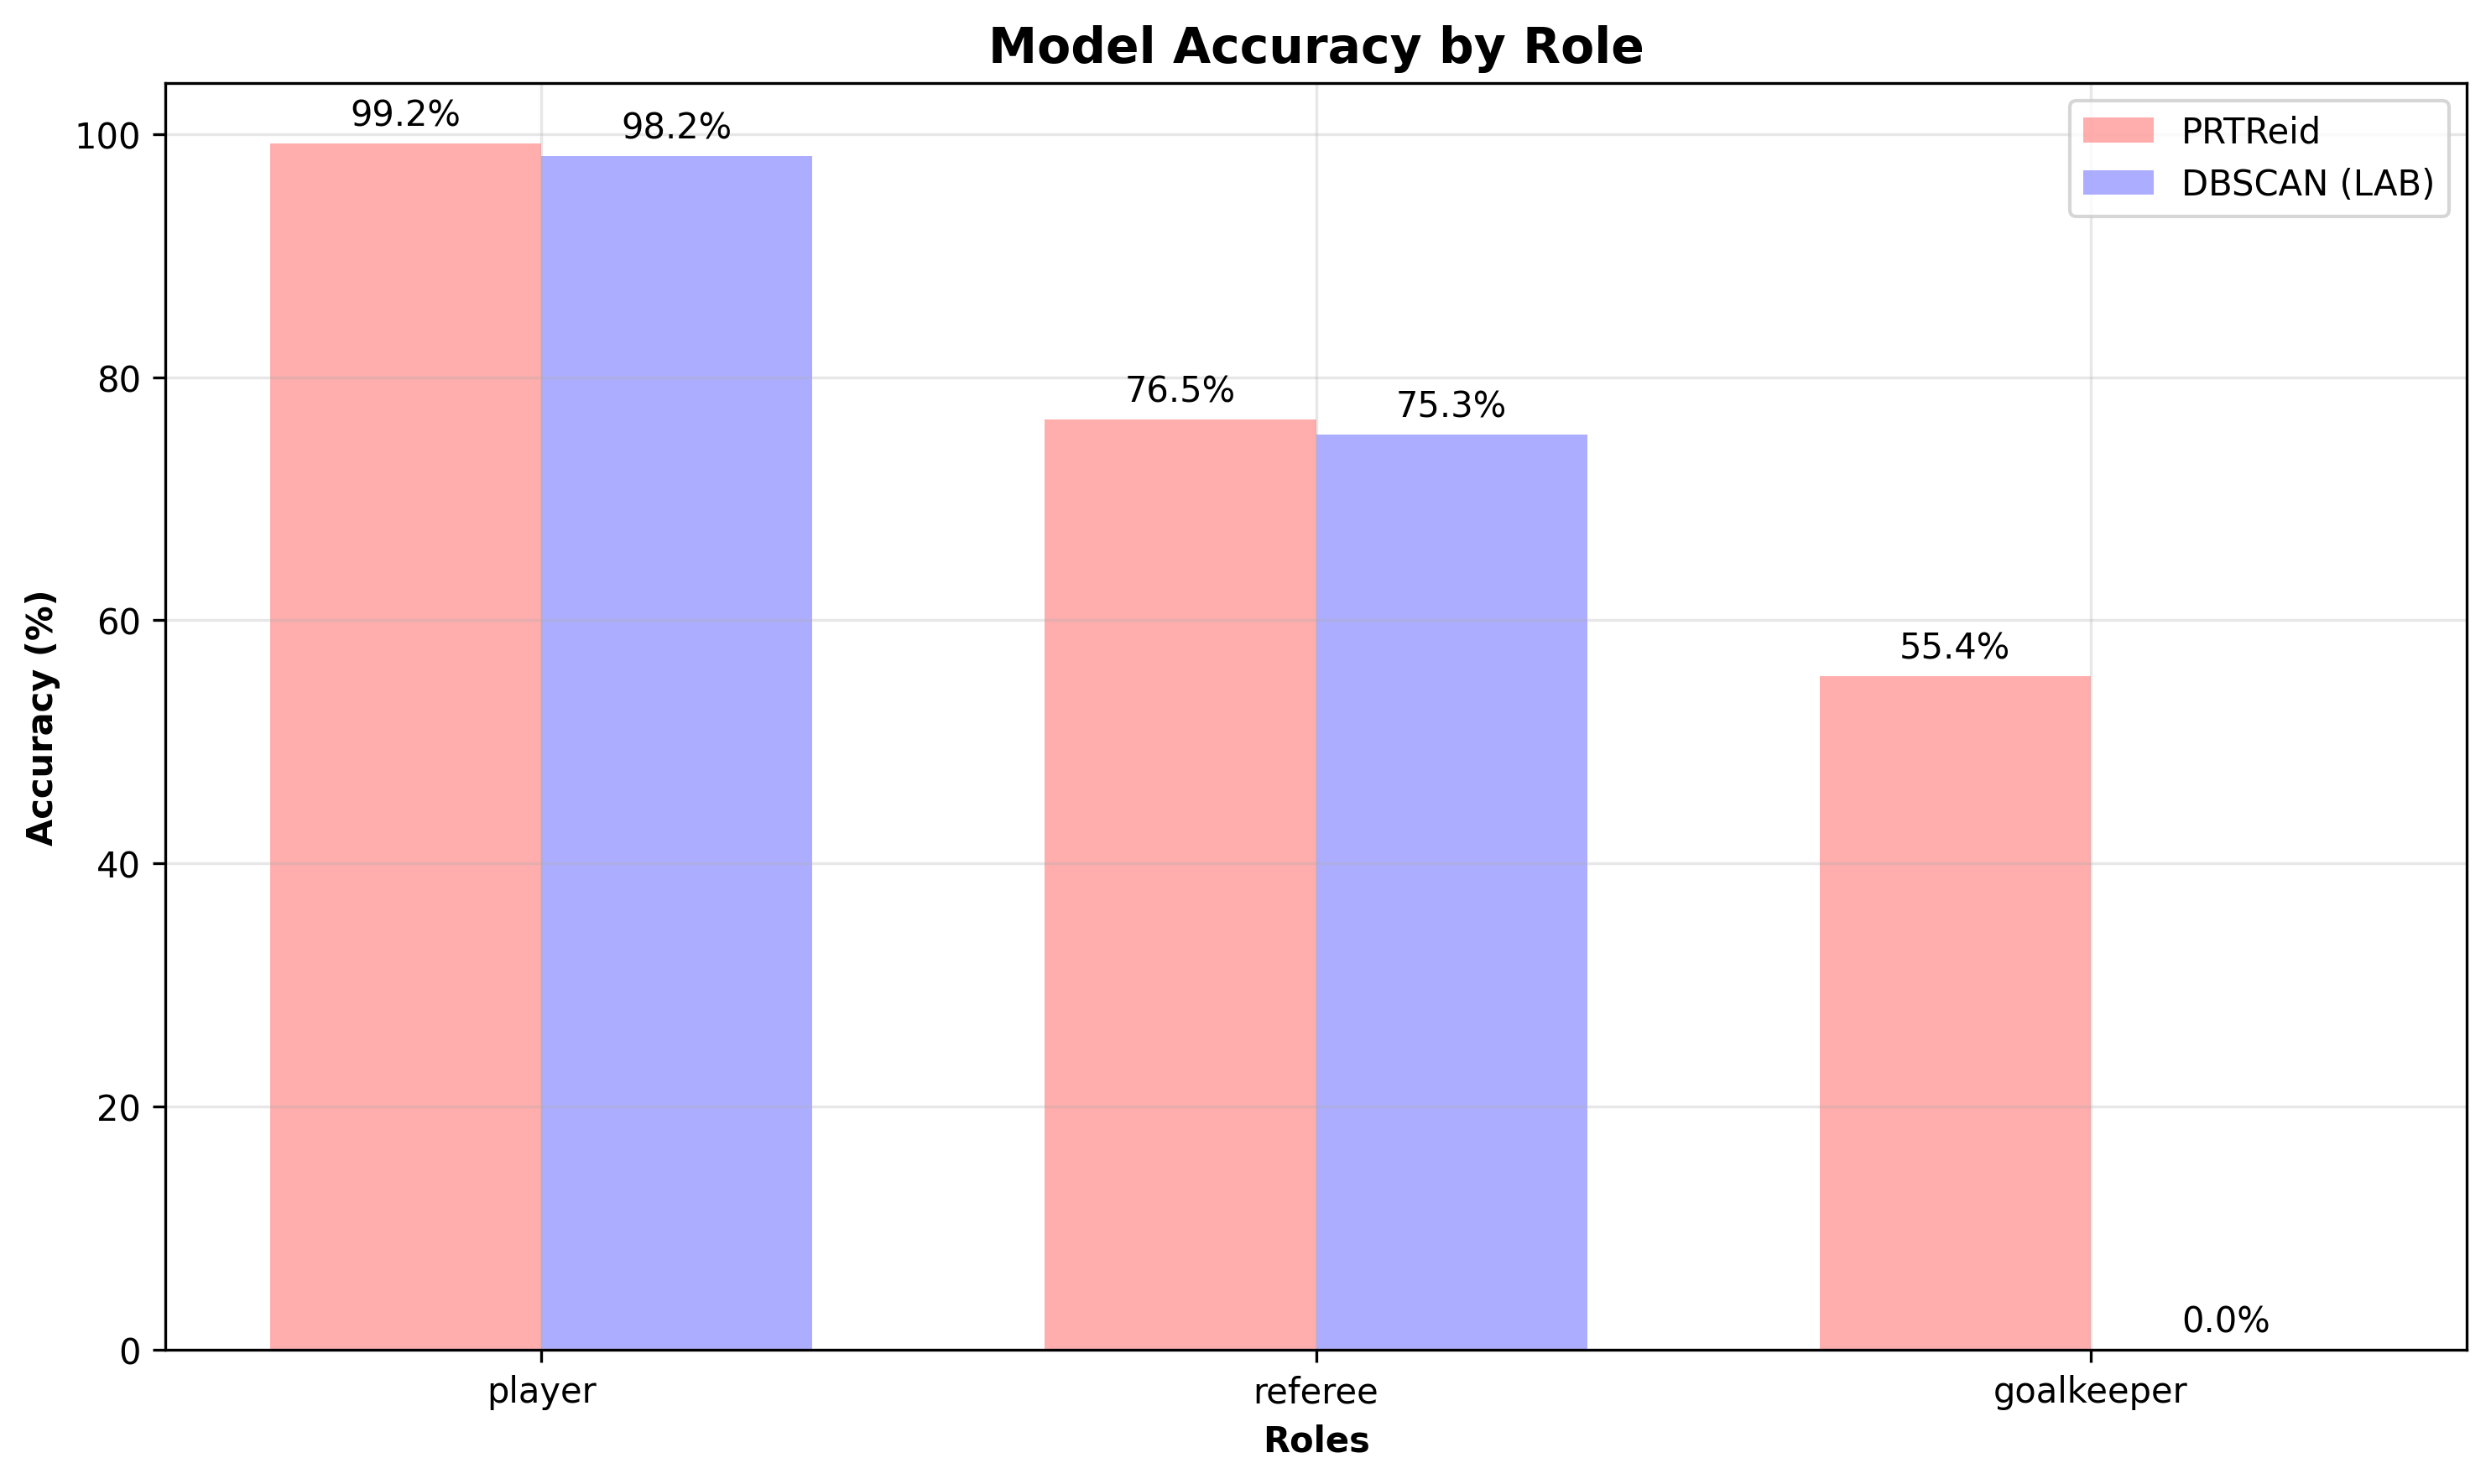 Model Accuracy by Role
99.2%
98.2%
PRTReid
DBSCAN (LAB)
100
80
76.5%
75.3%
60
55.4%
40
20
0.0%
0
Accuracy (%)
player
referee
goalkeeper
Roles